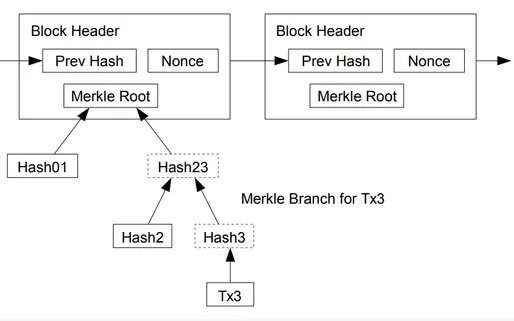 Block Header
Block Header
Prev Hash
Nonce
Prev Hash
Nonce
Merkle Root
Merkle Root
Hash01
Hash23
Merkle Branch for Tx3
Hash2
Hash3
Tx3